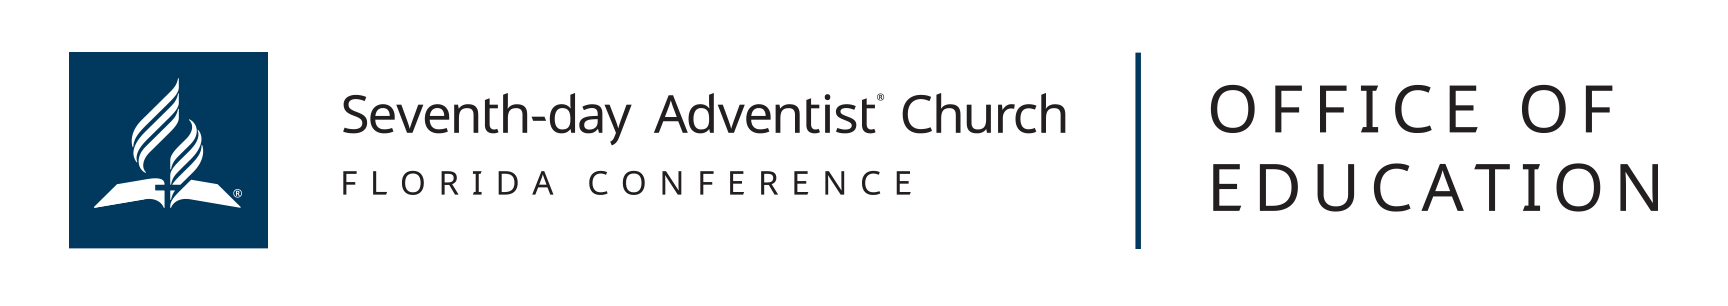 Seventh-day Adventist® Church
FLORIDA CONFERENCE
OFFICE OF
EDUCATION
®